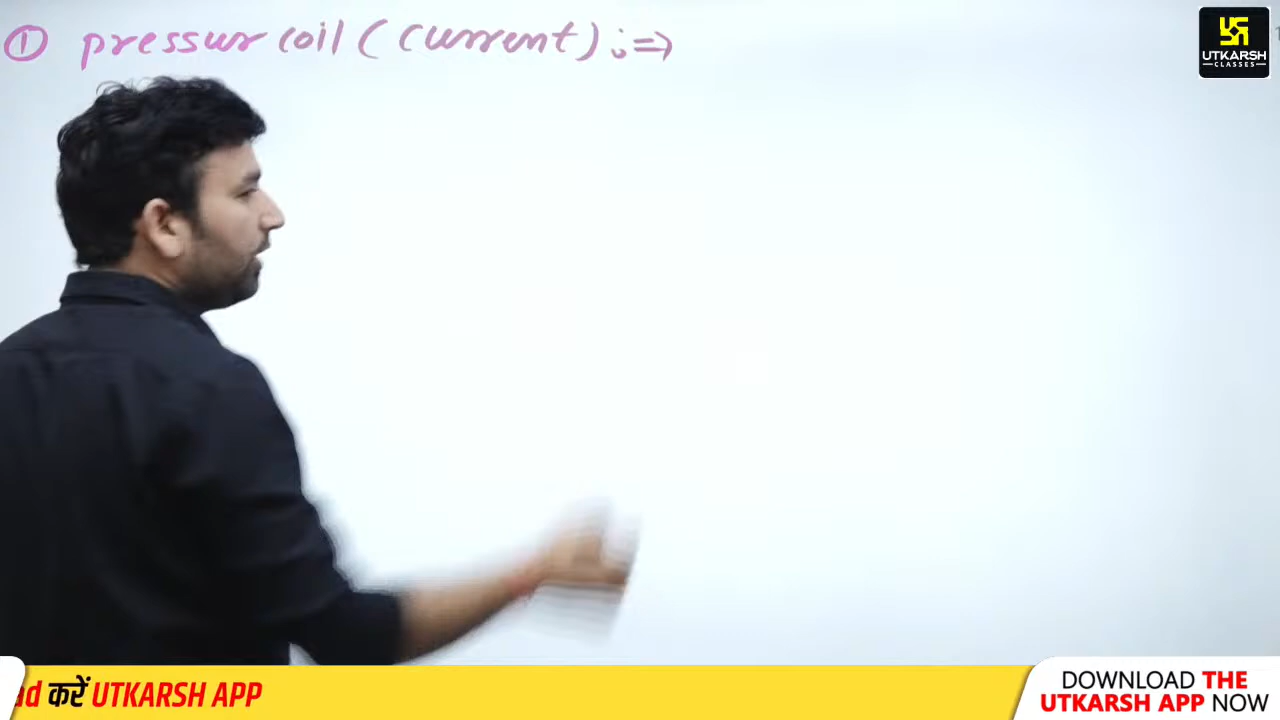 ① pressur coil (current) :⇒
UTKARSH
CLASSES
ad करें UTKARSH APP
DOWNLOAD THE
UTKARSH APP NOW